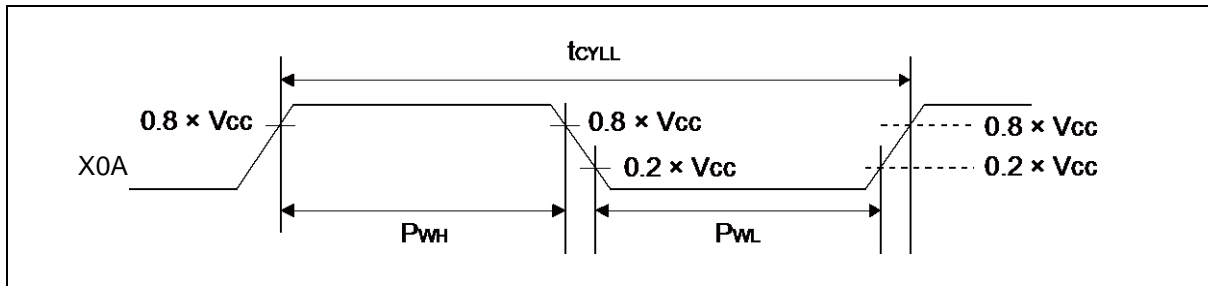 tCYLL
0.8 × Vcc
0.8 × Vcc
0.8 × Vcc
X0A
0.2 × Vcc
0.2 × Vcc
PWH
PWL